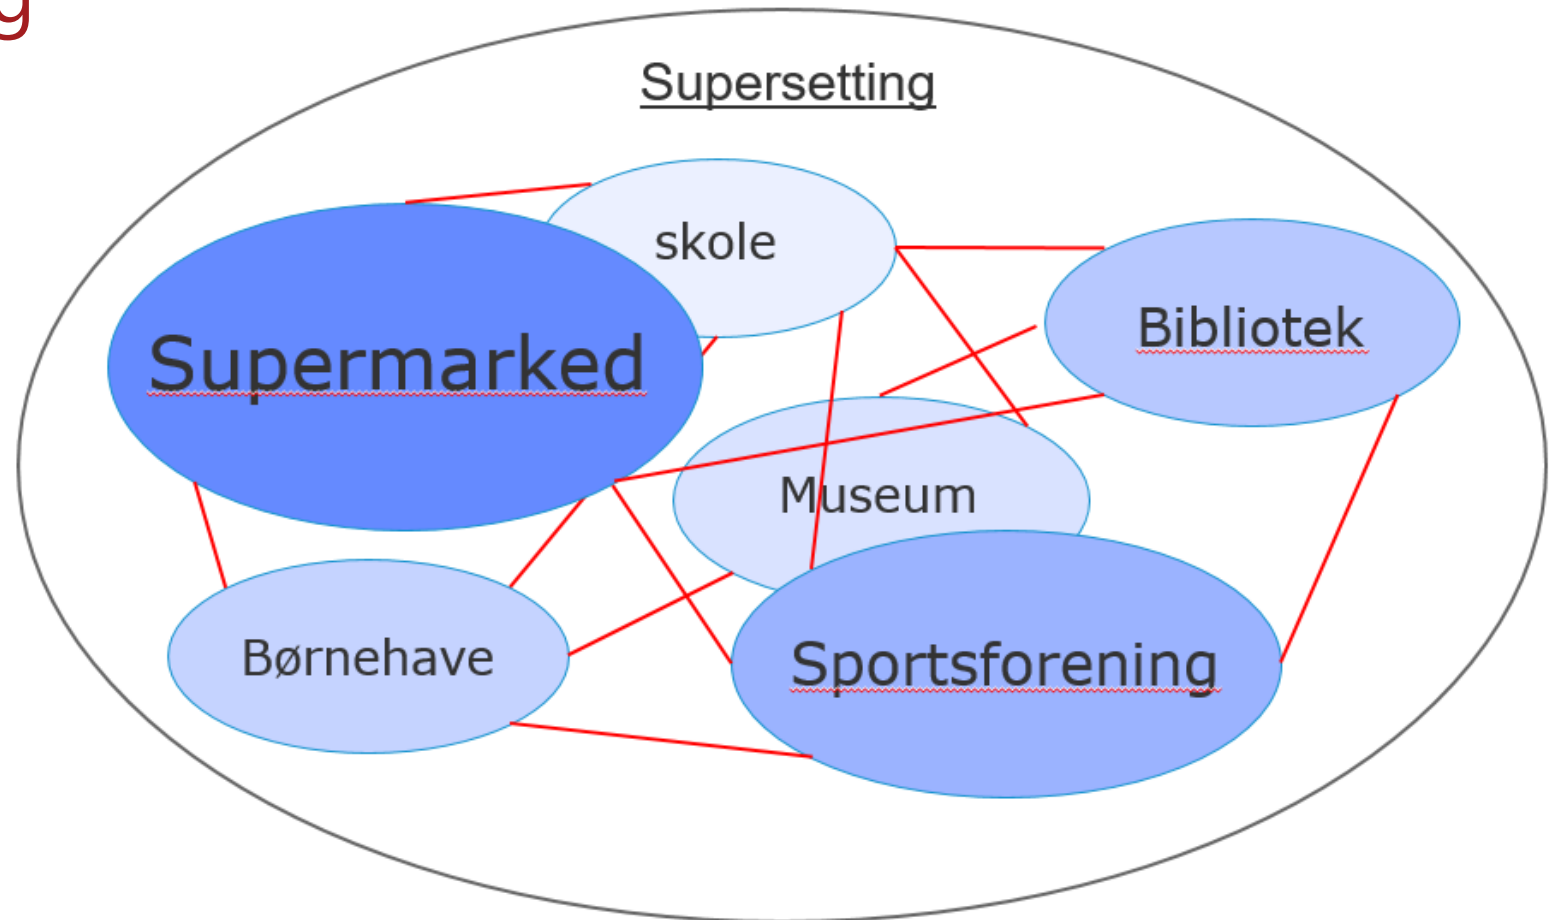 g
Supersetting
skole
Bibliotek
Supermarked
Museum
Børnehave
Sportsforening